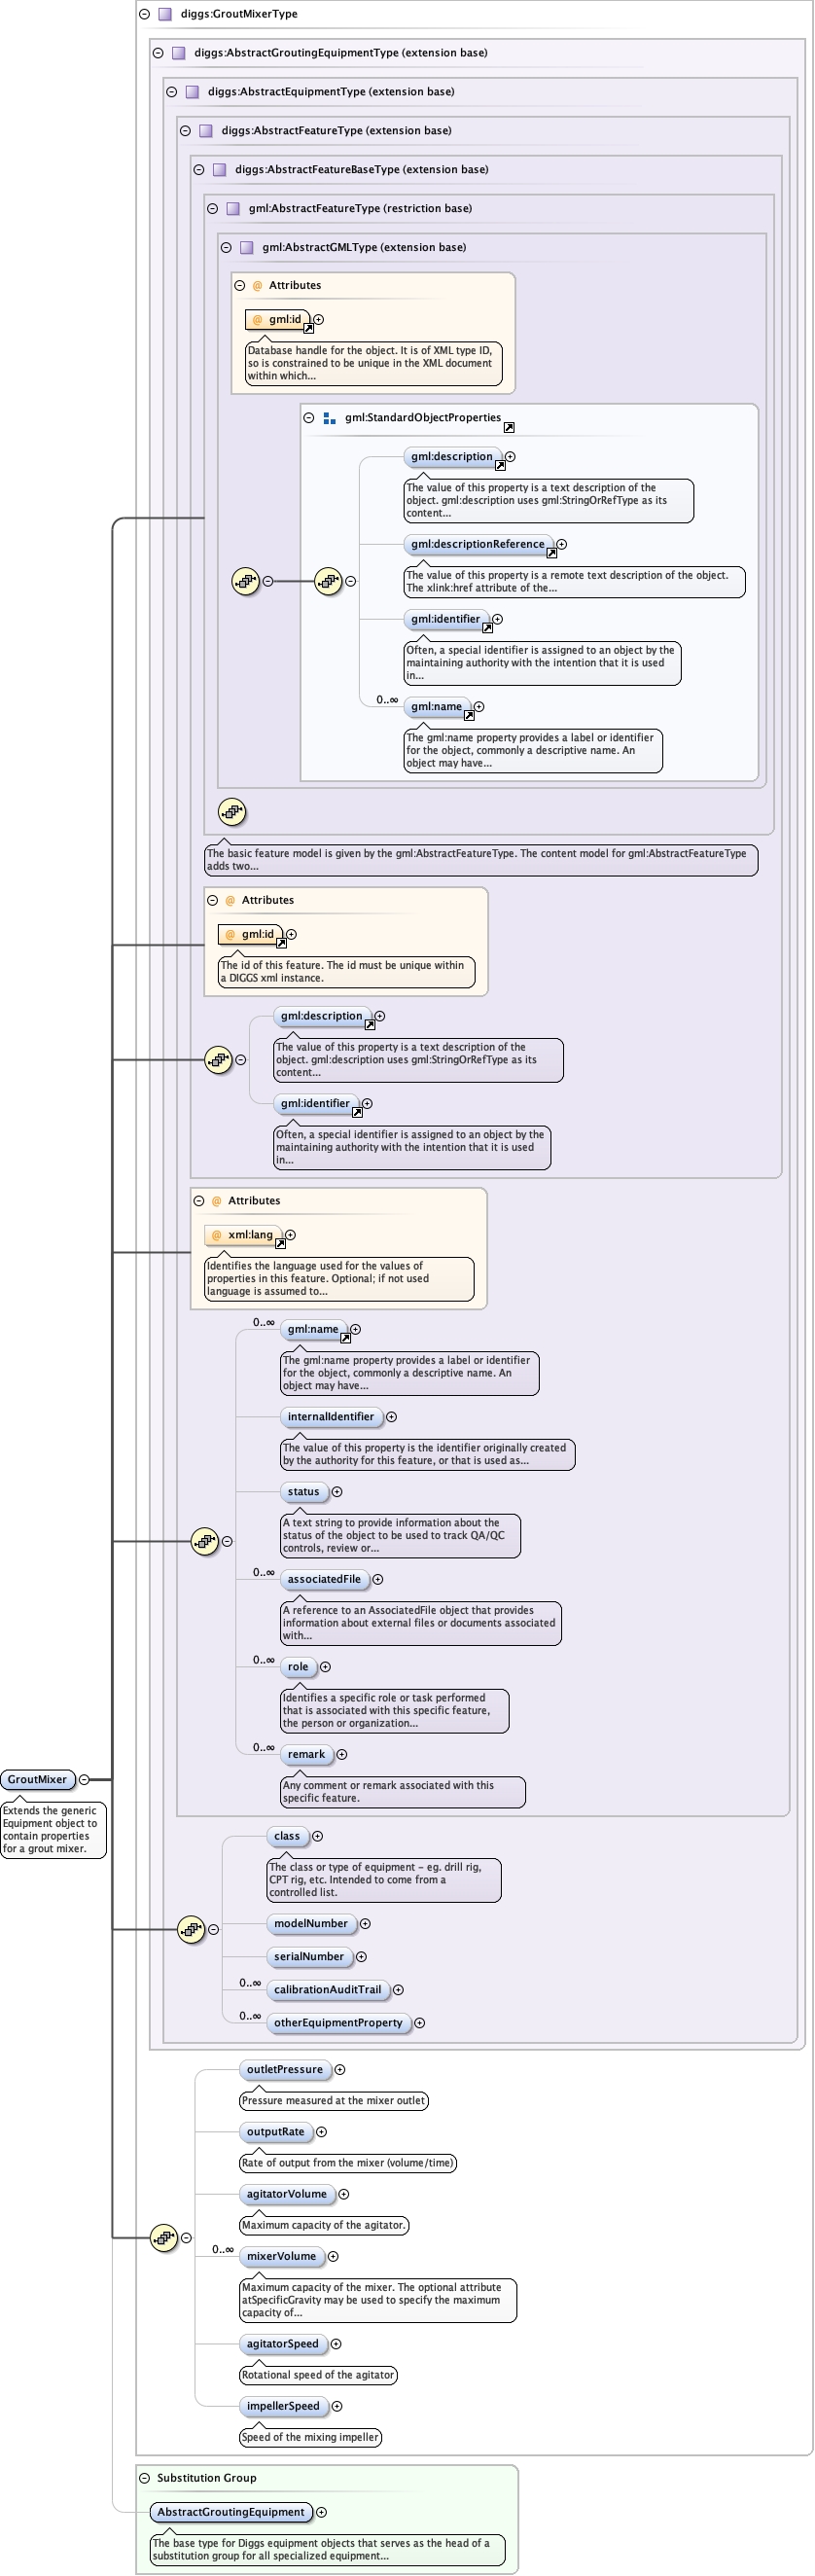 diggs:GroutMixerType
diggs:AbstractGroutingEquipmentType (extension base)
diggs:AbstractEquipmentType (extension base)
diggs:AbstractFeatureType (extension base)
diggs:AbstractFeatureBaseType (extension base)
gml:AbstractFeatureType (restriction base)
gml:AbstractGMLType (extension base)
@ Attributes
@ gml:id
Database handle for the object. It is of XML type ID,
so is constrained to be unique in the XML document
within which...
gml:StandardObjectProperties
gml:description
The value of this property is a text description of the
object. gml:description uses gml:StringOrRefType as its
content...
gml:descriptionReference
The value of this property is a remote text description of the object.
The xlink:href attribute of the...
gml:identifier
Often, a special identifier is assigned to an object by the
maintaining authority with the intention that it is used
in...
0..∞
gml:name
The gml:name property provides a label or identifier
for the object, commonly a descriptive name. An
object may have...
The basic feature model is given by the gml:AbstractFeatureType. The content model for gml:AbstractFeatureType
adds two...
@ Attributes
@ gml:id
The id of this feature. The id must be unique within
a DIGGS xml instance.
gml:description
The value of this property is a text description of the
object. gml:description uses gml:StringOrRefType as its
content...
gml:identifier
Often, a special identifier is assigned to an object by the
maintaining authority with the intention that it is used
in...
@ Attributes
@ xml:lang
Identifies the language used for the values of
properties in this feature. Optional; if not used
language is assumed to...
0..∞
gml:name
The gml:name property provides a label or identifier
for the object, commonly a descriptive name. An
object may have...
internalIdentifier
The value of this property is the identifier originally created
by the authority for this feature, or that is used as...
status
A text string to provide information about the
status of the object to be used to track QA/QC
controls, review or...
0..∞
associatedFile
A reference to an AssociatedFile object that provides
information about external files or documents associated
with...
0..∞
role
Identifies a specific role or task performed
that is associated with this specific feature,
the person or organization...
0..∞
remark
Any comment or remark associated with this
specific feature.
GroutMixer
Extends the generic
Equipment object to
contain properties
for a grout mixer.
class
The class or type of equipment - eg. drill rig,
CPT rig, etc. Intended to come from a
controlled list.
modelNumber
serialNumber
0..∞
calibrationAuditTrail
0..∞
otherEquipmentProperty
outletPressure
Pressure measured at the mixer outlet
outputRate
Rate of output from the mixer (volume/time)
agitatorVolume
Maximum capacity of the agitator.
0..∞
mixerVolume
Maximum capacity of the mixer. The optional attribute
atSpecificGravity may be used to specify the maximum
capacity of...
agitatorSpeed
Rotational speed of the agitator
impellerSpeed
Speed of the mixing impeller
Substitution Group
AbstractGroutingEquipment
The base type for Diggs equipment objects that serves as the head of a
substitution group for all specialized equipment...